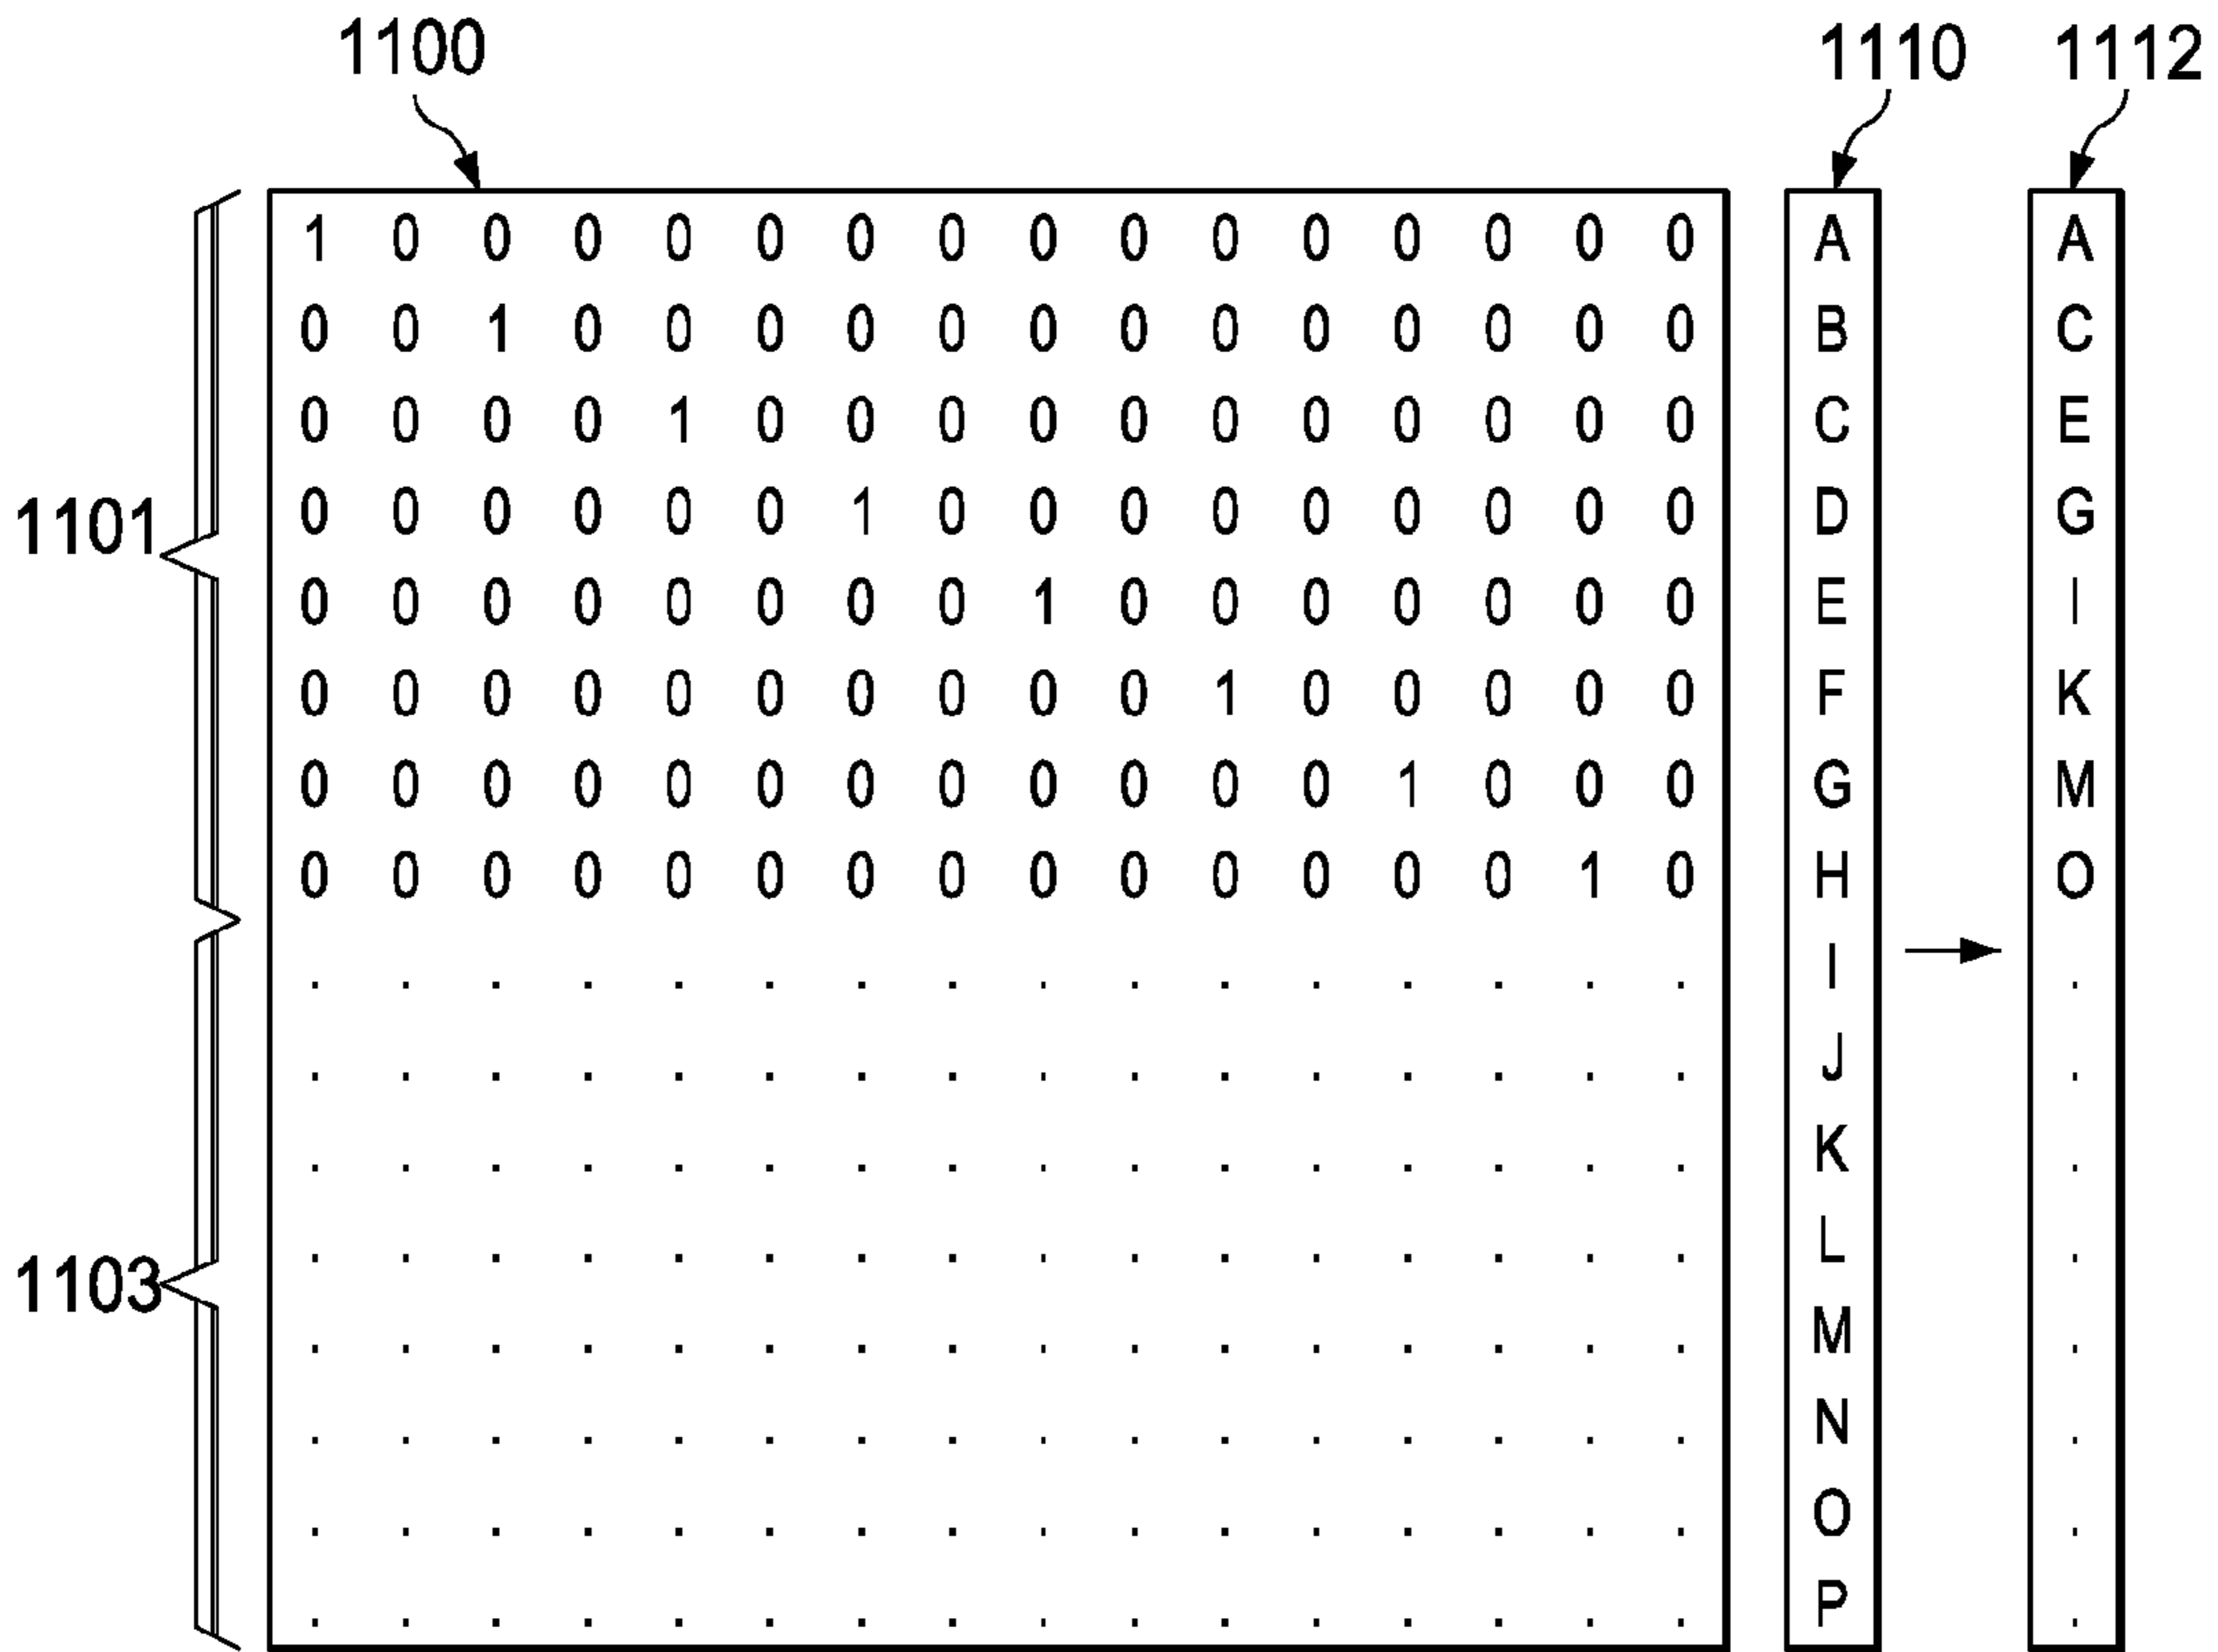 1100 1110 1112
1 0 0 0 0 0 0 0 0 0 0 0 0 0 0 0 A A
0 0 1 0 0 0 0 0 0 0 0 0 0 0 0 0 B C
0 0 0 0 1 0 0 0 0 0 0 0 0 0 0 0 C E
0 0 0 0 0 0 1 0 0 0 0 0 0 0 0 0 D G
1101
0 0 0 0 0 0 0 0 1 0 0 0 0 0 0 0 E I
0 0 0 0 0 0 0 0 0 0 1 0 0 0 0 0 F K
0 0 0 0 0 0 0 0 0 0 0 0 1 0 0 0 G M
0 0 0 0 0 0 0 0 0 0 0 0 0 0 1 0 H O
. . . . . . . . . . . . . . . . I .
. . . . . . . . . . . . . . . . J .
. . . . . . . . . . . . . . . . K .
. . . . . . . . . . . . . . . . L .
1103
. . . . . . . . . . . . . . . . M .
. . . . . . . . . . . . . . . . N .
. . . . . . . . . . . . . . . . O .
. . . . . . . . . . . . . . . . P .